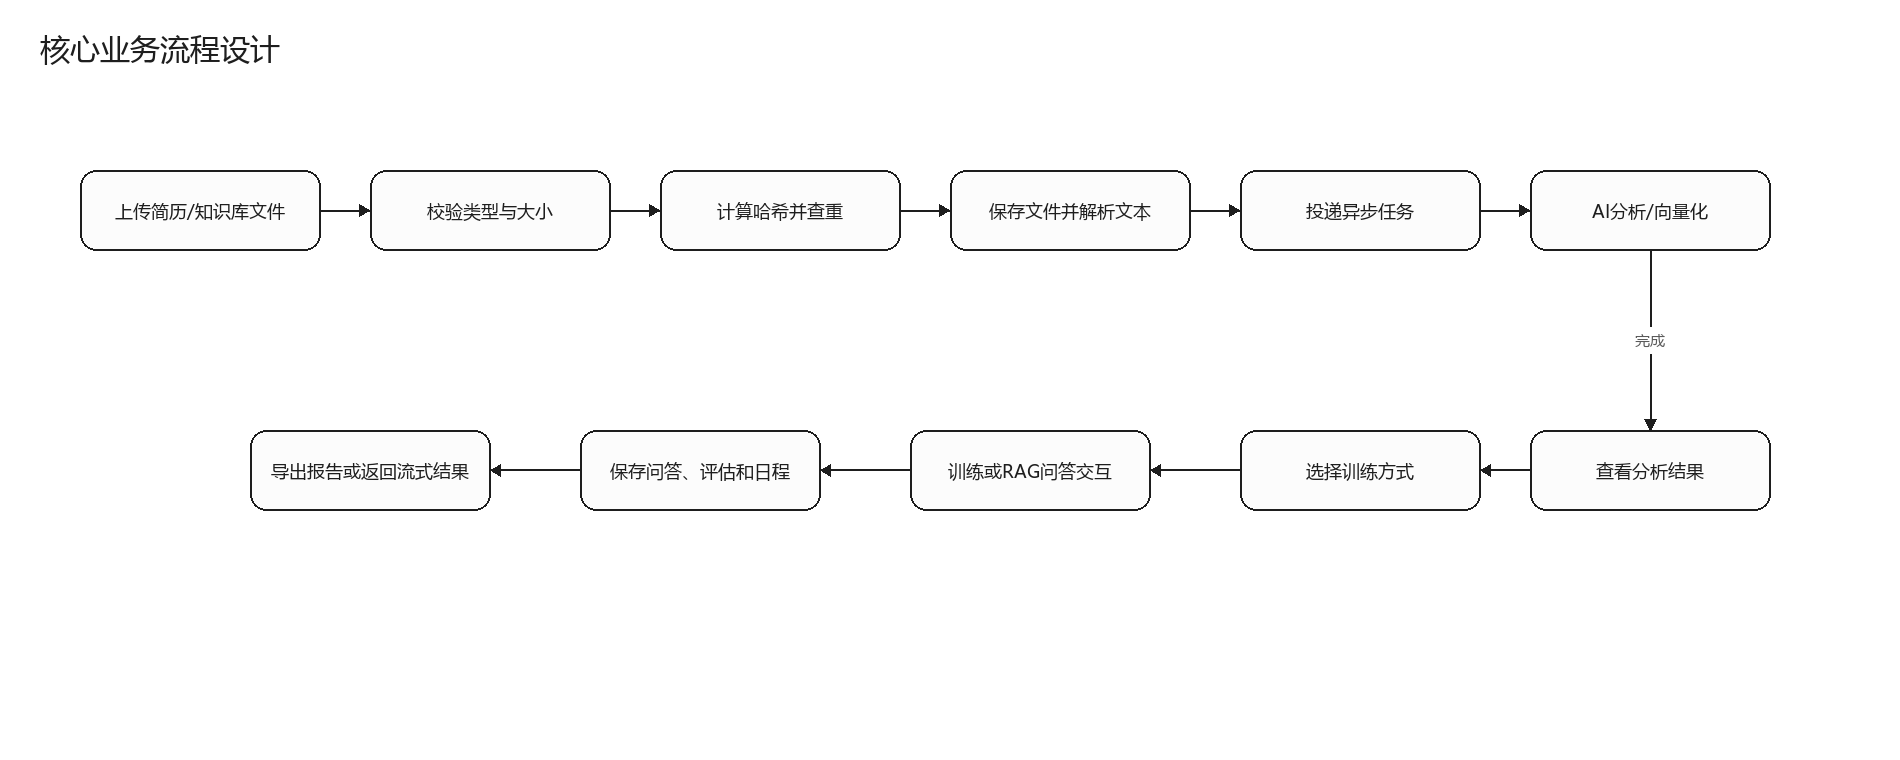 核心业务流程设计
上传简历/知识库文件
校验类型与大小
计算哈希并查重
保存文件并解析文本
投递异步任务
AI分析/向量化
完成
查看分析结果
选择训练方式
训练或RAG问答交互
保存问答、评估和日程
导出报告或返回流式结果